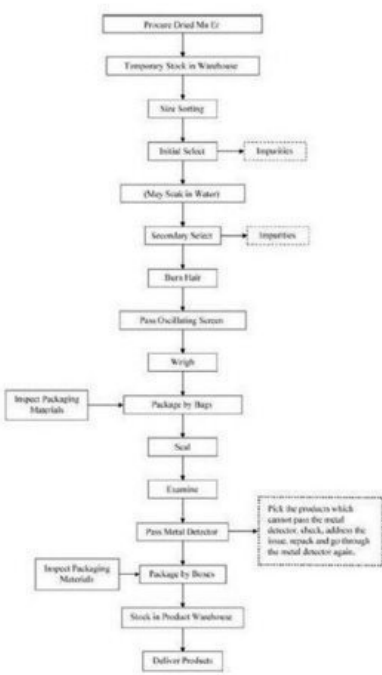 Procure Dried Mu Er
Temporary Stock in Warehouse
Size Sorting
Initial Select
Impurities
(May Soak in Water)
Secondary Select
Impurities
Burn Hair
Pass Oscillating Screen
Weigh
Inspect Packaging
Materials
Package by Bags
Seal
Examine
Pass Metal Detector
Pick the products which
cannot pass the metal
detector, check, address the
issue, repack and go through
the metal detector again.
Inspect Packaging
Materials
Package by Boxes
Stock in Product Warehouse
Deliver Products